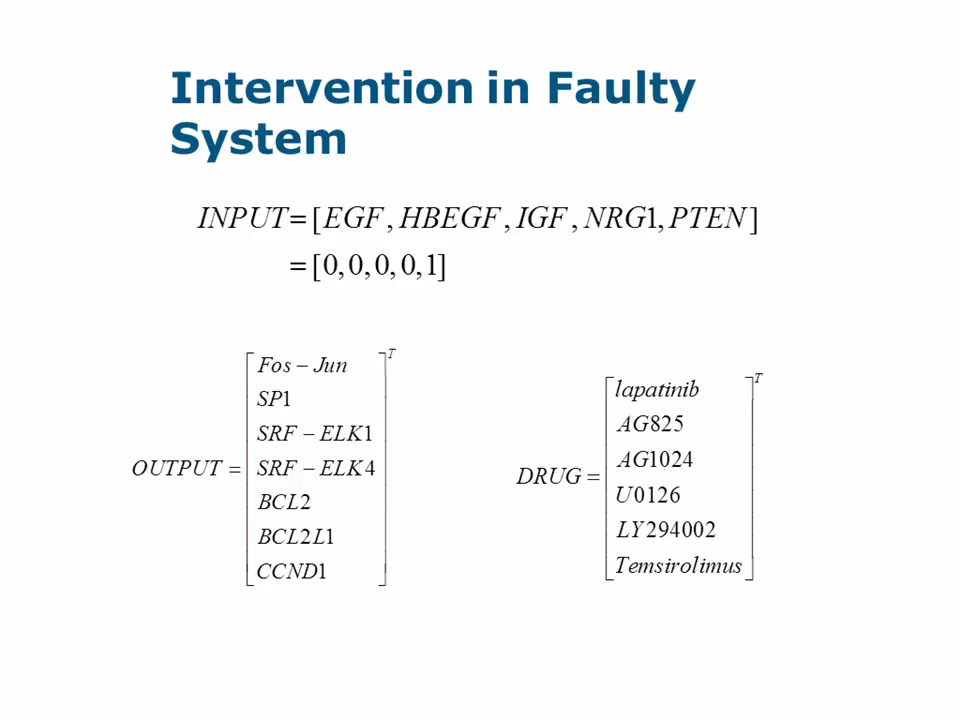 Intervention in Faulty
System
INPUT = [EGF, HBEGF, IGF, NRG1, PTEN]
= [0, 0, 0, 0, 1]
OUTPUT =
Fos − Jun
SP1
SRF − ELK1
SRF − ELK4
BCL2
BCL2L1
CCND1
T
DRUG =
lapatinib
AG825
AG1024
U0126
LY294002
Temsirolimus
T